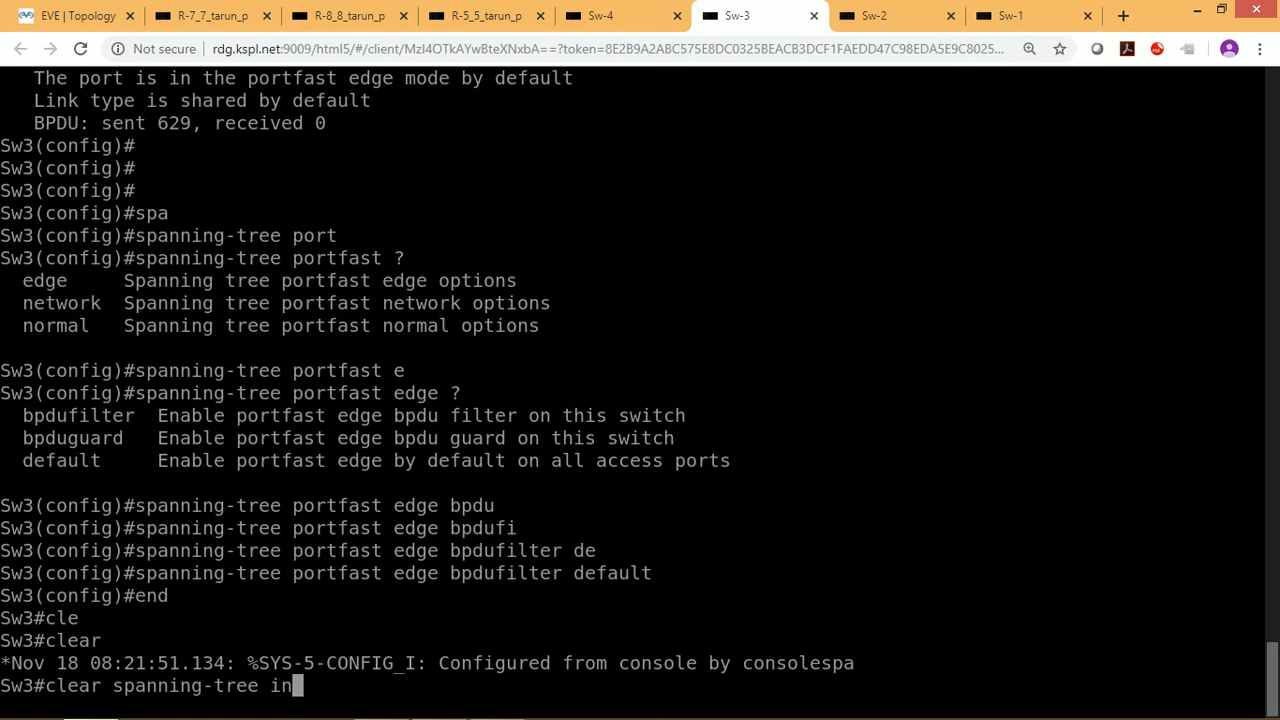 EVE | Topology
R-7_7_tarun_p
R-8_8_tarun_p
R-5_5_tarun_p
Sw-4
Sw-3
Sw-2
Sw-1
Not secure
rdg.kspl.net:9009/html5/#/client/MzI4OTkAYwBteXNxbA==?token=8E2B9A2ABC575E8DC0325BEACB3DCF1FAEDD47C98EDA5E9C8025...
The port is in the portfast edge mode by default
Link type is shared by default
BPDU: sent 629, received 0
Sw3(config)#
Sw3(config)#
Sw3(config)#
Sw3(config)#spa
Sw3(config)#spanning-tree port
Sw3(config)#spanning-tree portfast ?
edge     Spanning tree portfast edge options
network  Spanning tree portfast network options
normal   Spanning tree portfast normal options
Sw3(config)#spanning-tree portfast e
Sw3(config)#spanning-tree portfast edge ?
bpdufilter  Enable portfast edge bpdu filter on this switch
bpduguard   Enable portfast edge bpdu guard on this switch
default     Enable portfast edge by default on all access ports
Sw3(config)#spanning-tree portfast edge bpdu
Sw3(config)#spanning-tree portfast edge bpdufi
Sw3(config)#spanning-tree portfast edge bpdufilter de
Sw3(config)#spanning-tree portfast edge bpdufilter default
Sw3(config)#end
Sw3#cle
Sw3#clear
*Nov 18 08:21:51.134: %SYS-5-CONFIG_I: Configured from console by consolespa
Sw3#clear spanning-tree in